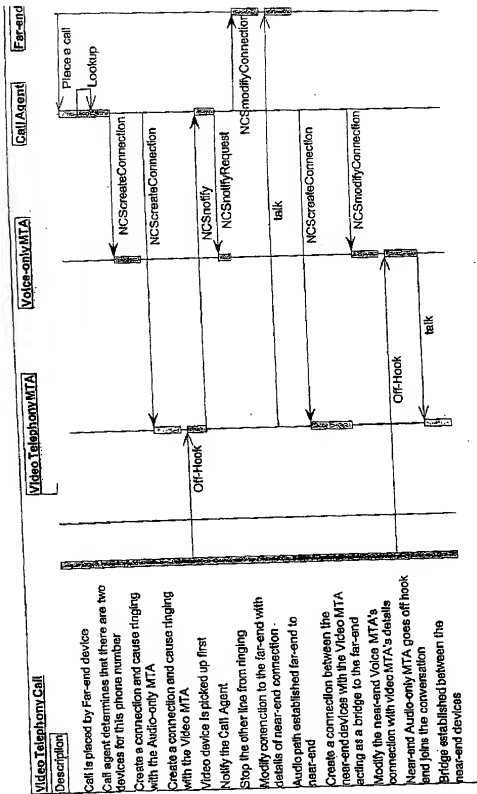 Video Telephony Call
Description
Call is placed by Far-end device
Call agent determines that there are two
devices for this phone number
Create a connection and cause ringing
with the Audio-only MTA
Create a connection and cause ringing
with the Video MTA
Video device is picked up first
Notify the Call Agent
Stop the other line from ringing
Modify connection to the far-end with
details of near-end connection
Audio path established far-end to
near-end
Create a connection between the
near-end devices with the Video MTA
acting as a bridge to the far-end
Modify the near-end Voice MTA's
connection with video MTA's details
Near-end Audio-only MTA goes off hook
and joins the conversation
Bridge established between the
near-end devices
Video Telephony MTA
Voice-only MTA
Call Agent
Far-end
Place a call
Lookup
NCScreateConnection
NCScreateConnection
Off-Hook
NCSnotify
NCSnotifyRequest
NCSmodifyConnection
talk
NCScreateConnection
NCSmodifyConnection
Off-Hook
talk